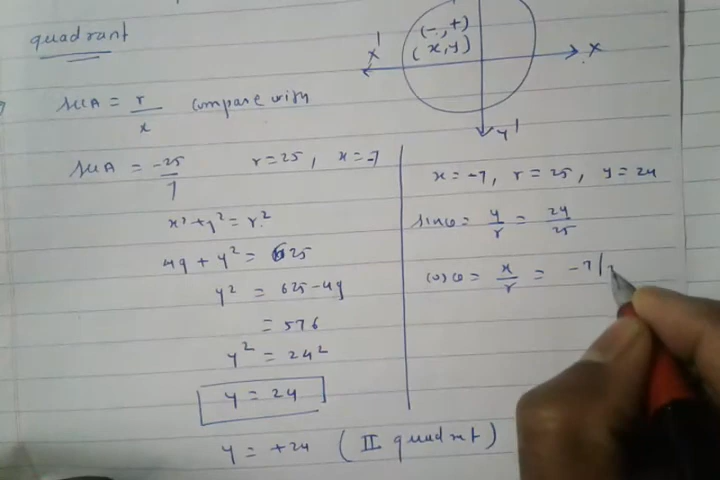 quadrant
(-, +)
(x, y)
X'
X
Y'
secA = r/x compare with
secA = -25/7 r = 25, x = -7
x² + y² = r²
49 + y² = 625
y² = 625 - 49
= 576
y² = 24²
y = 24
y = +24 (II quadrant)
x = -7, r = 25, y = 24
sinθ = y/r = 24/25
cosθ = x/r = -7/